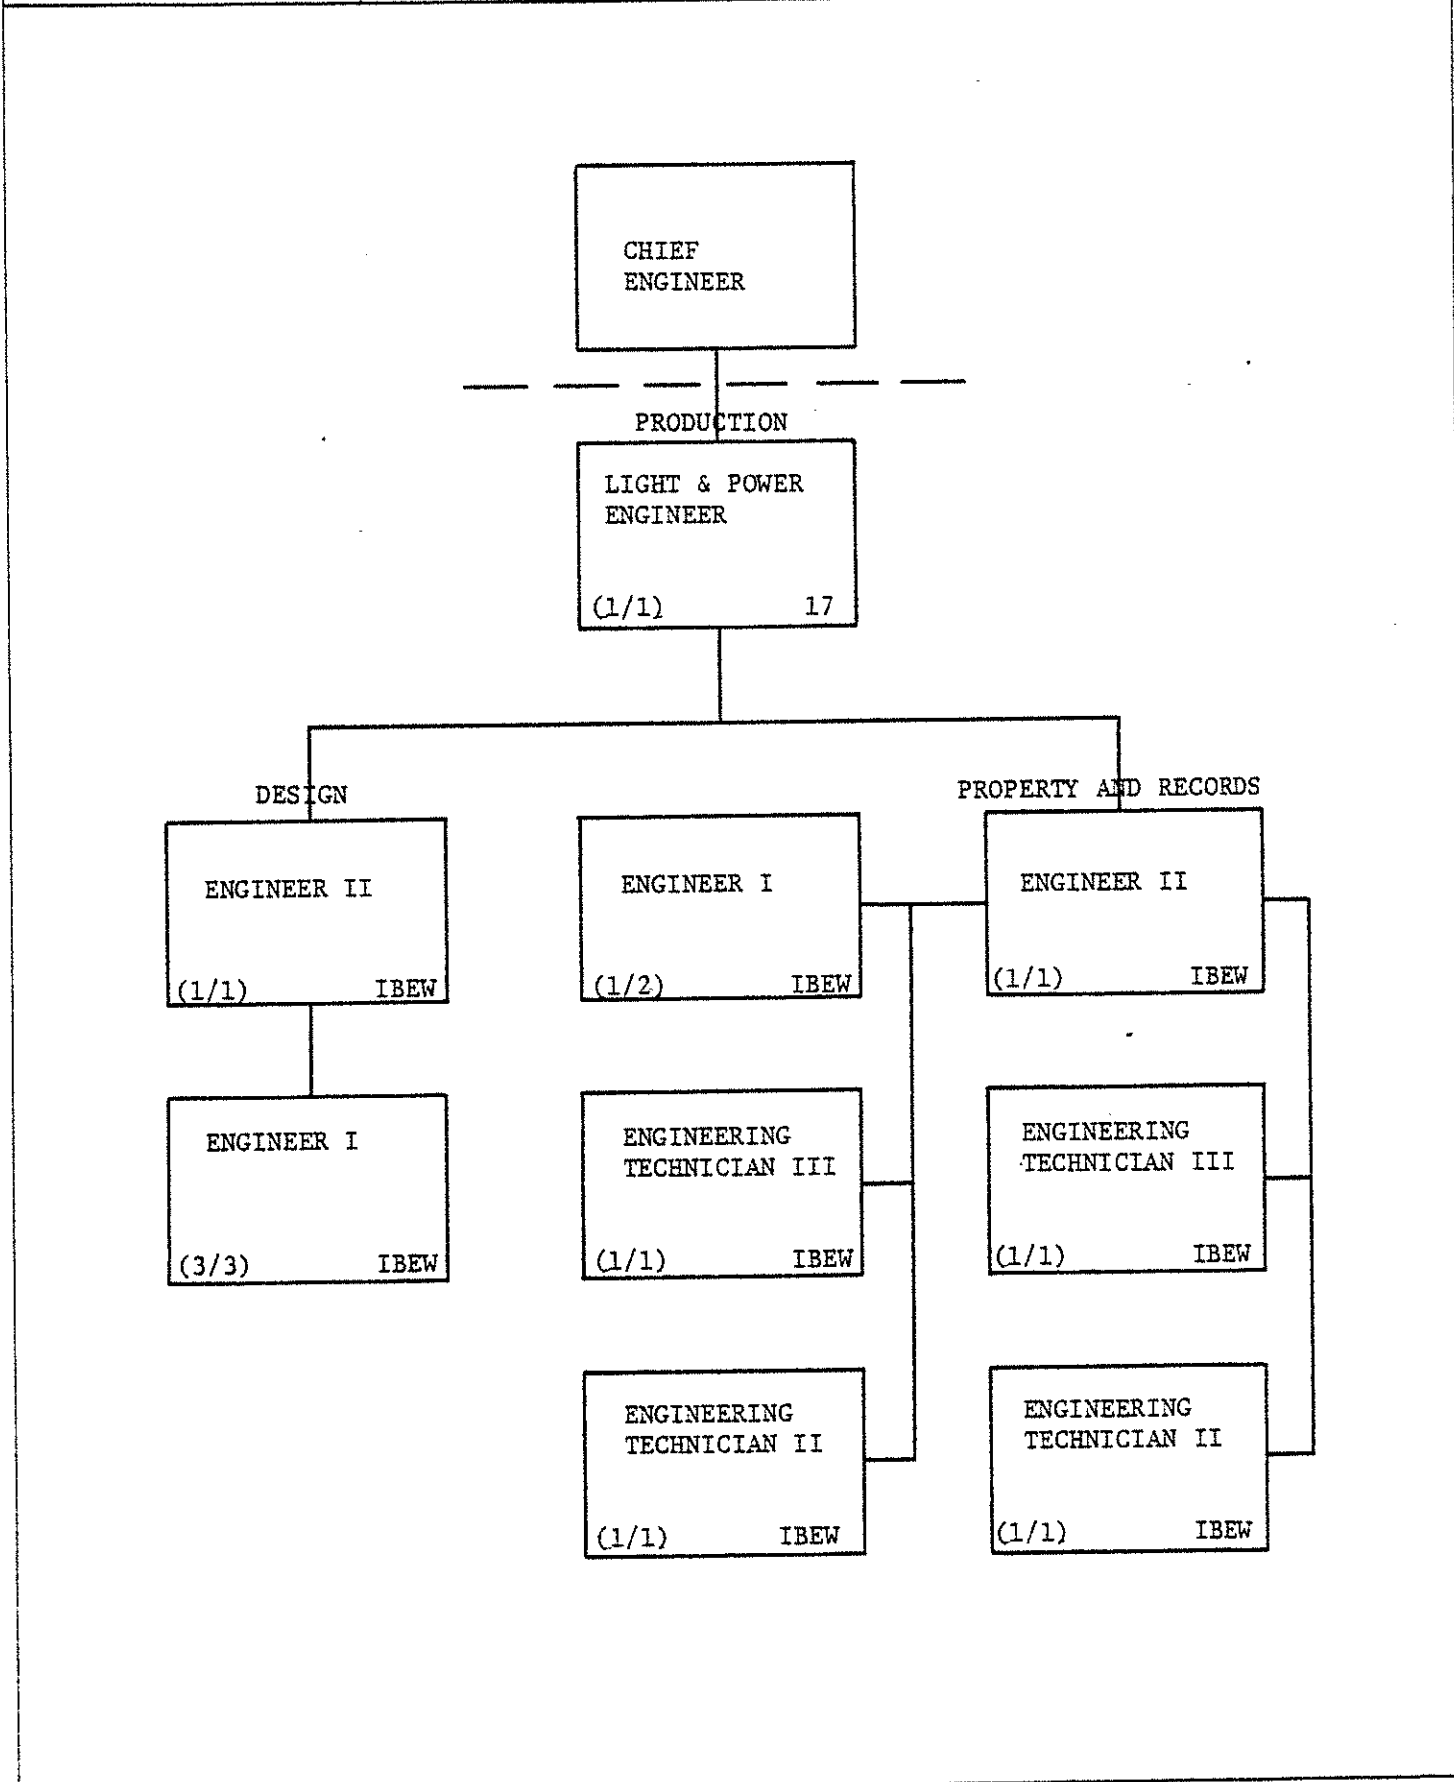 CHIEF
ENGINEER
PRODUCTION
LIGHT & POWER
ENGINEER
(1/1) 17
DESIGN
ENGINEER II
(1/1) IBEW
ENGINEER I
(3/3) IBEW
ENGINEER I
(1/2) IBEW
ENGINEERING
TECHNICIAN III
(1/1) IBEW
ENGINEERING
TECHNICIAN II
(1/1) IBEW
PROPERTY AND RECORDS
ENGINEER II
(1/1) IBEW
ENGINEERING
TECHNICIAN III
(1/1) IBEW
ENGINEERING
TECHNICIAN II
(1/1) IBEW